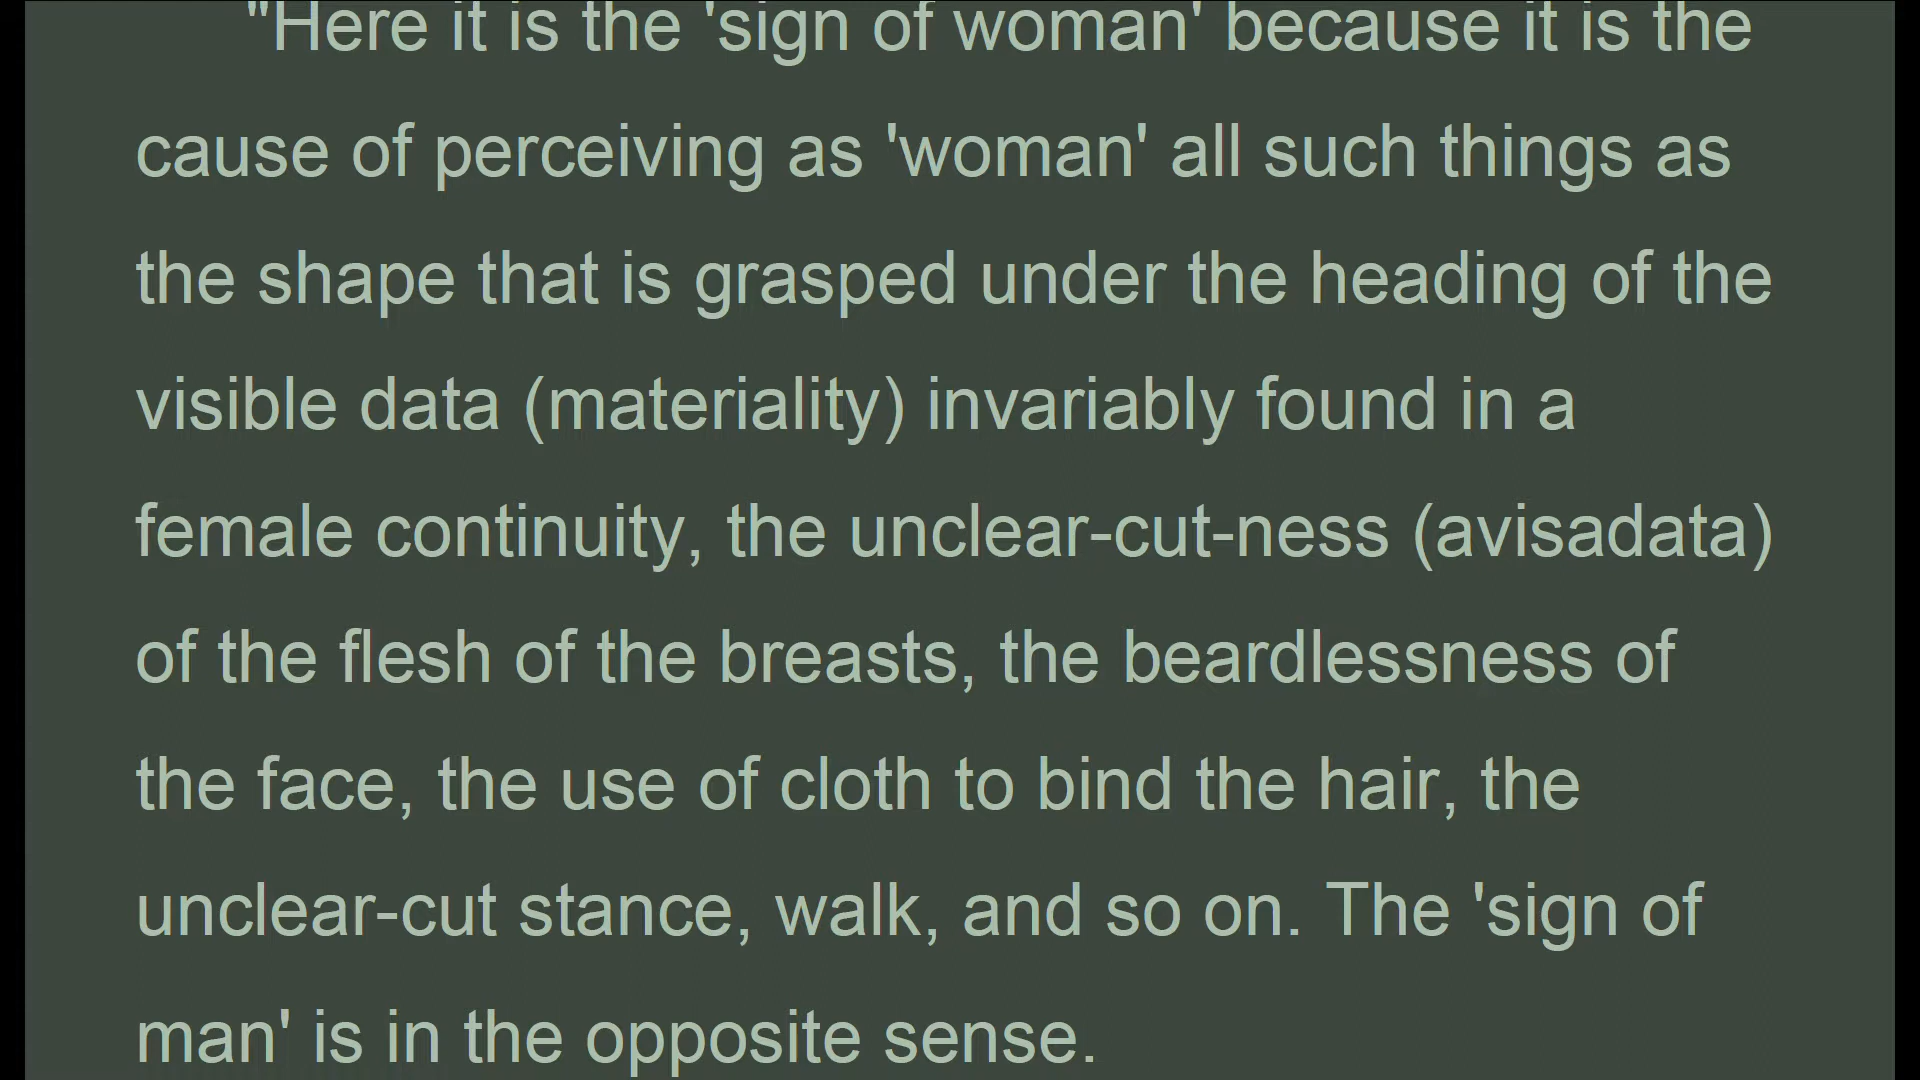 "Here it is the 'sign of woman' because it is the
cause of perceiving as 'woman' all such things as
the shape that is grasped under the heading of the
visible data (materiality) invariably found in a
female continuity, the unclear-cut-ness (avisadata)
of the flesh of the breasts, the beardlessness of
the face, the use of cloth to bind the hair, the
unclear-cut stance, walk, and so on. The 'sign of
man' is in the opposite sense.